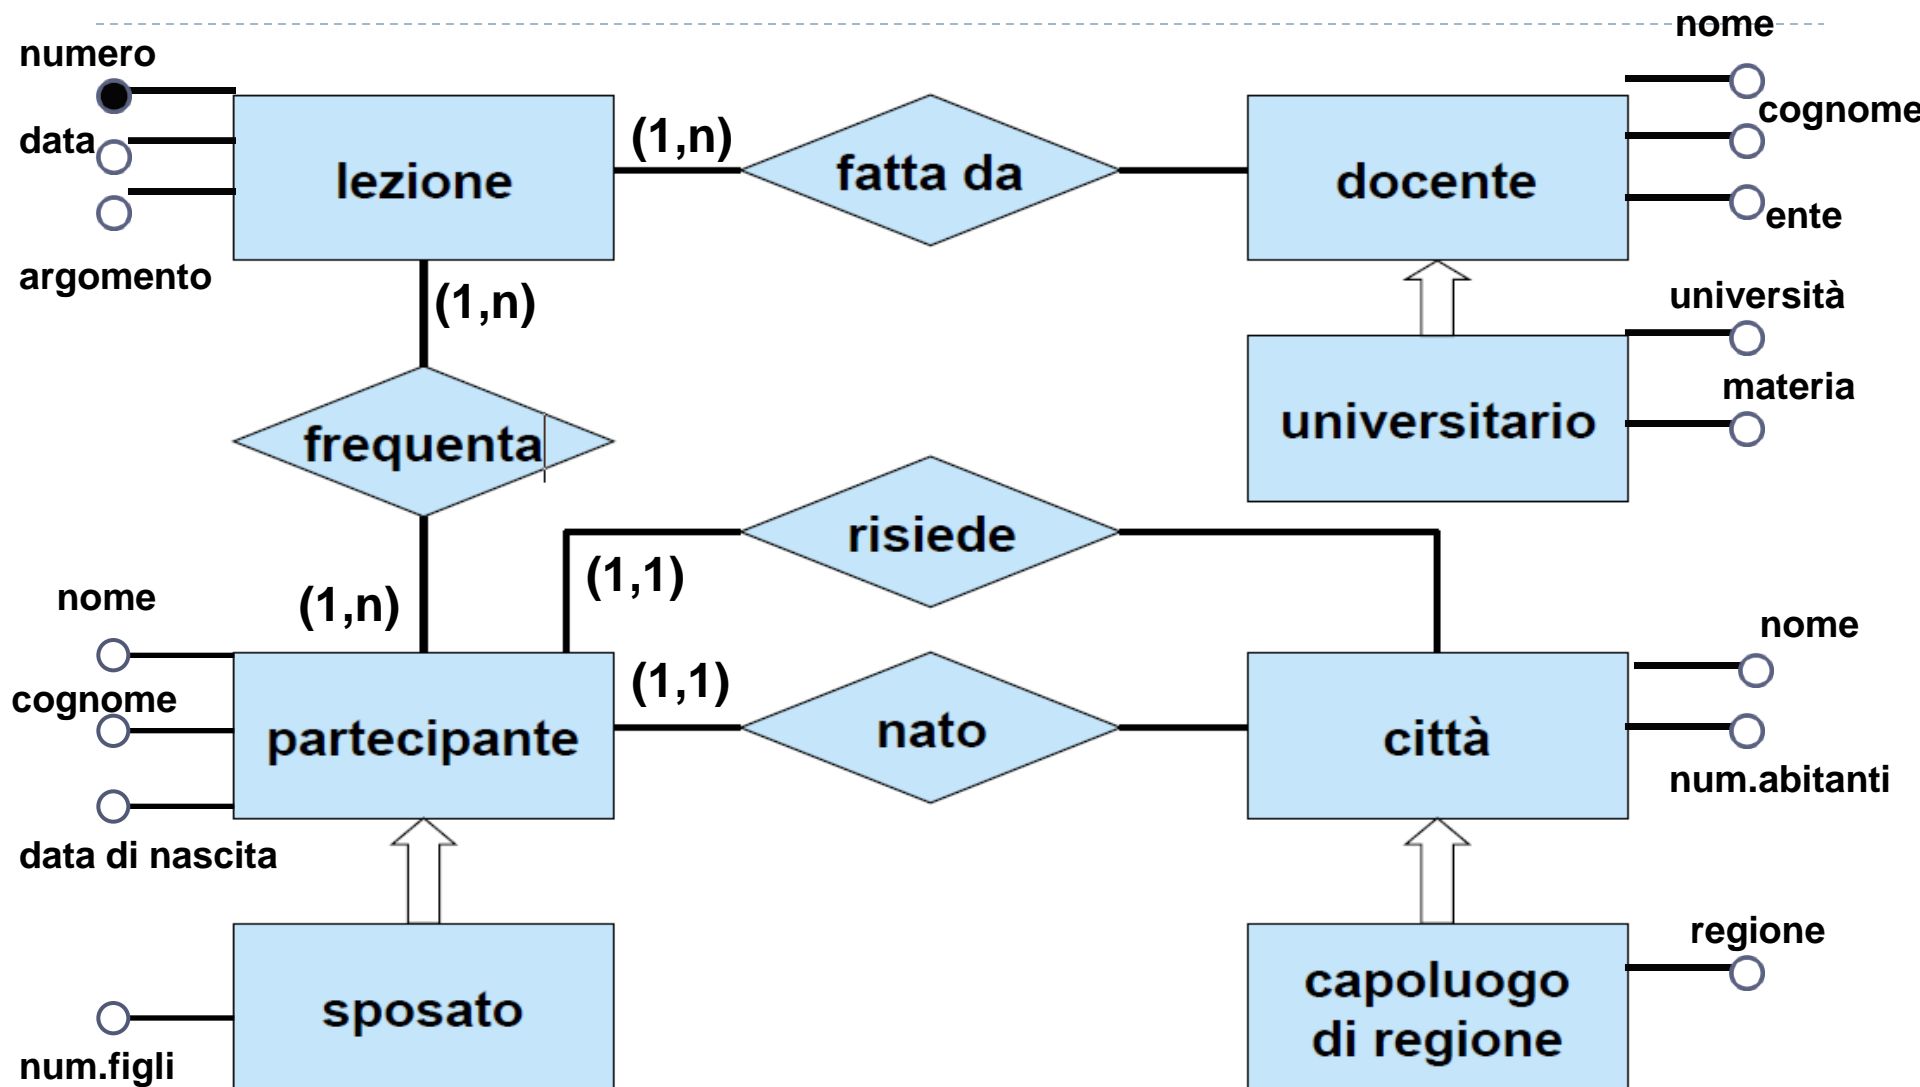 nome
numero
cognome
data
(1,n)
lezione
fatta da
docente
ente
argomento
(1,n)
università
materia
universitario
frequenta
risiede
(1,1)
nome
(1,n)
nome
cognome
(1,1)
partecipante
nato
città
num.abitanti
data di nascita
regione
sposato
capoluogo
di regione
num.figli